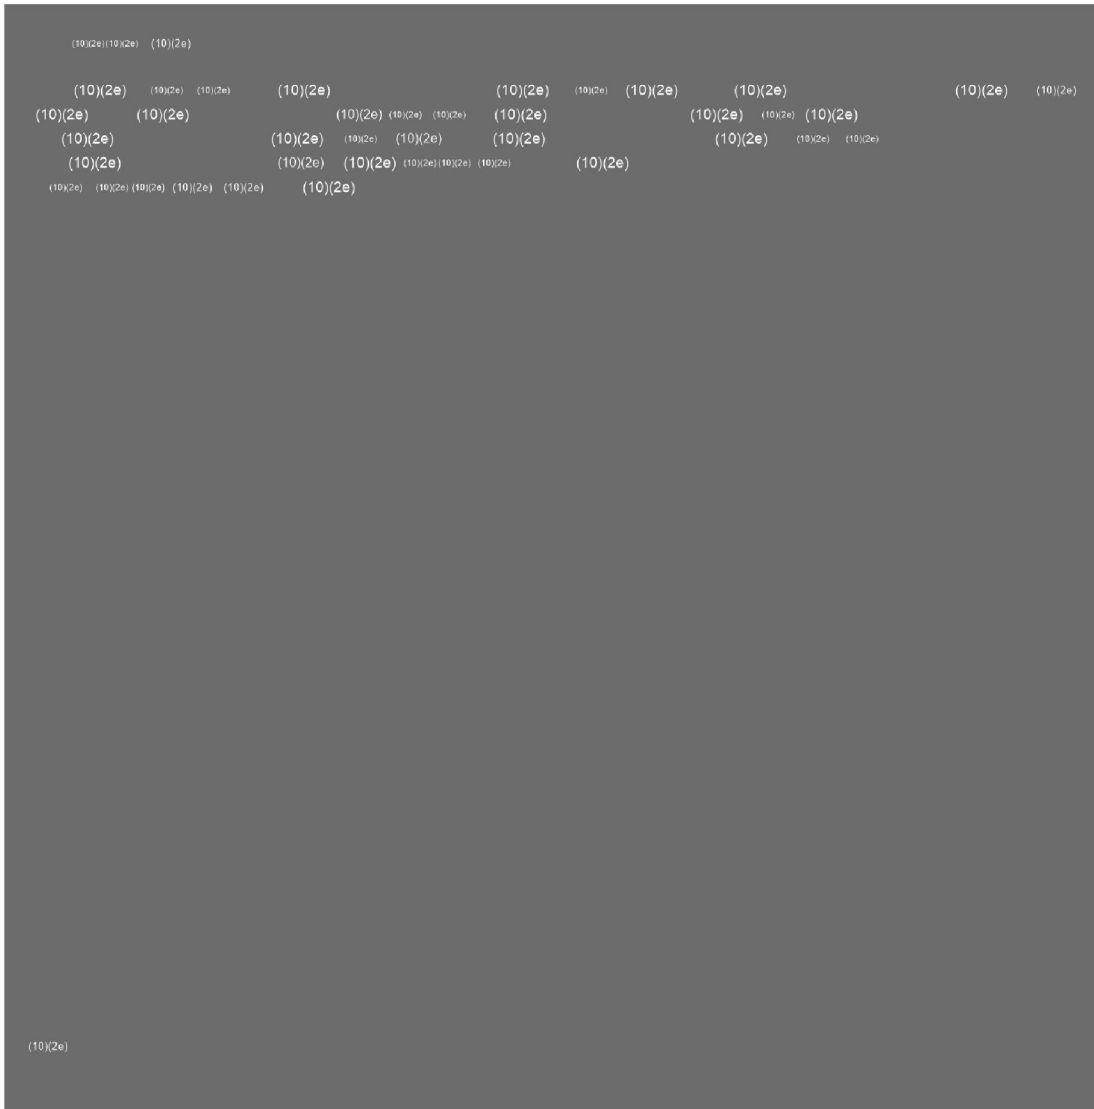 (10)(2e)(10)(2e) (10)(2e)
(10)(2e) (10)(2e) (10)(2e) (10)(2e) (10)(2e) (10)(2e) (10)(2e) (10)(2e) (10)(2e) (10)(2e)
(10)(2e) (10)(2e) (10)(2e) (10)(2e) (10)(2e) (10)(2e) (10)(2e) (10)(2e) (10)(2e)
(10)(2e) (10)(2e) (10)(2e) (10)(2e) (10)(2e) (10)(2e) (10)(2e) (10)(2e)
(10)(2e) (10)(2e) (10)(2e) (10)(2e)(10)(2e) (10)(2e) (10)(2e)
(10)(2e) (10)(2e) (10)(2e) (10)(2e) (10)(2e) (10)(2e)
(10)(2e)